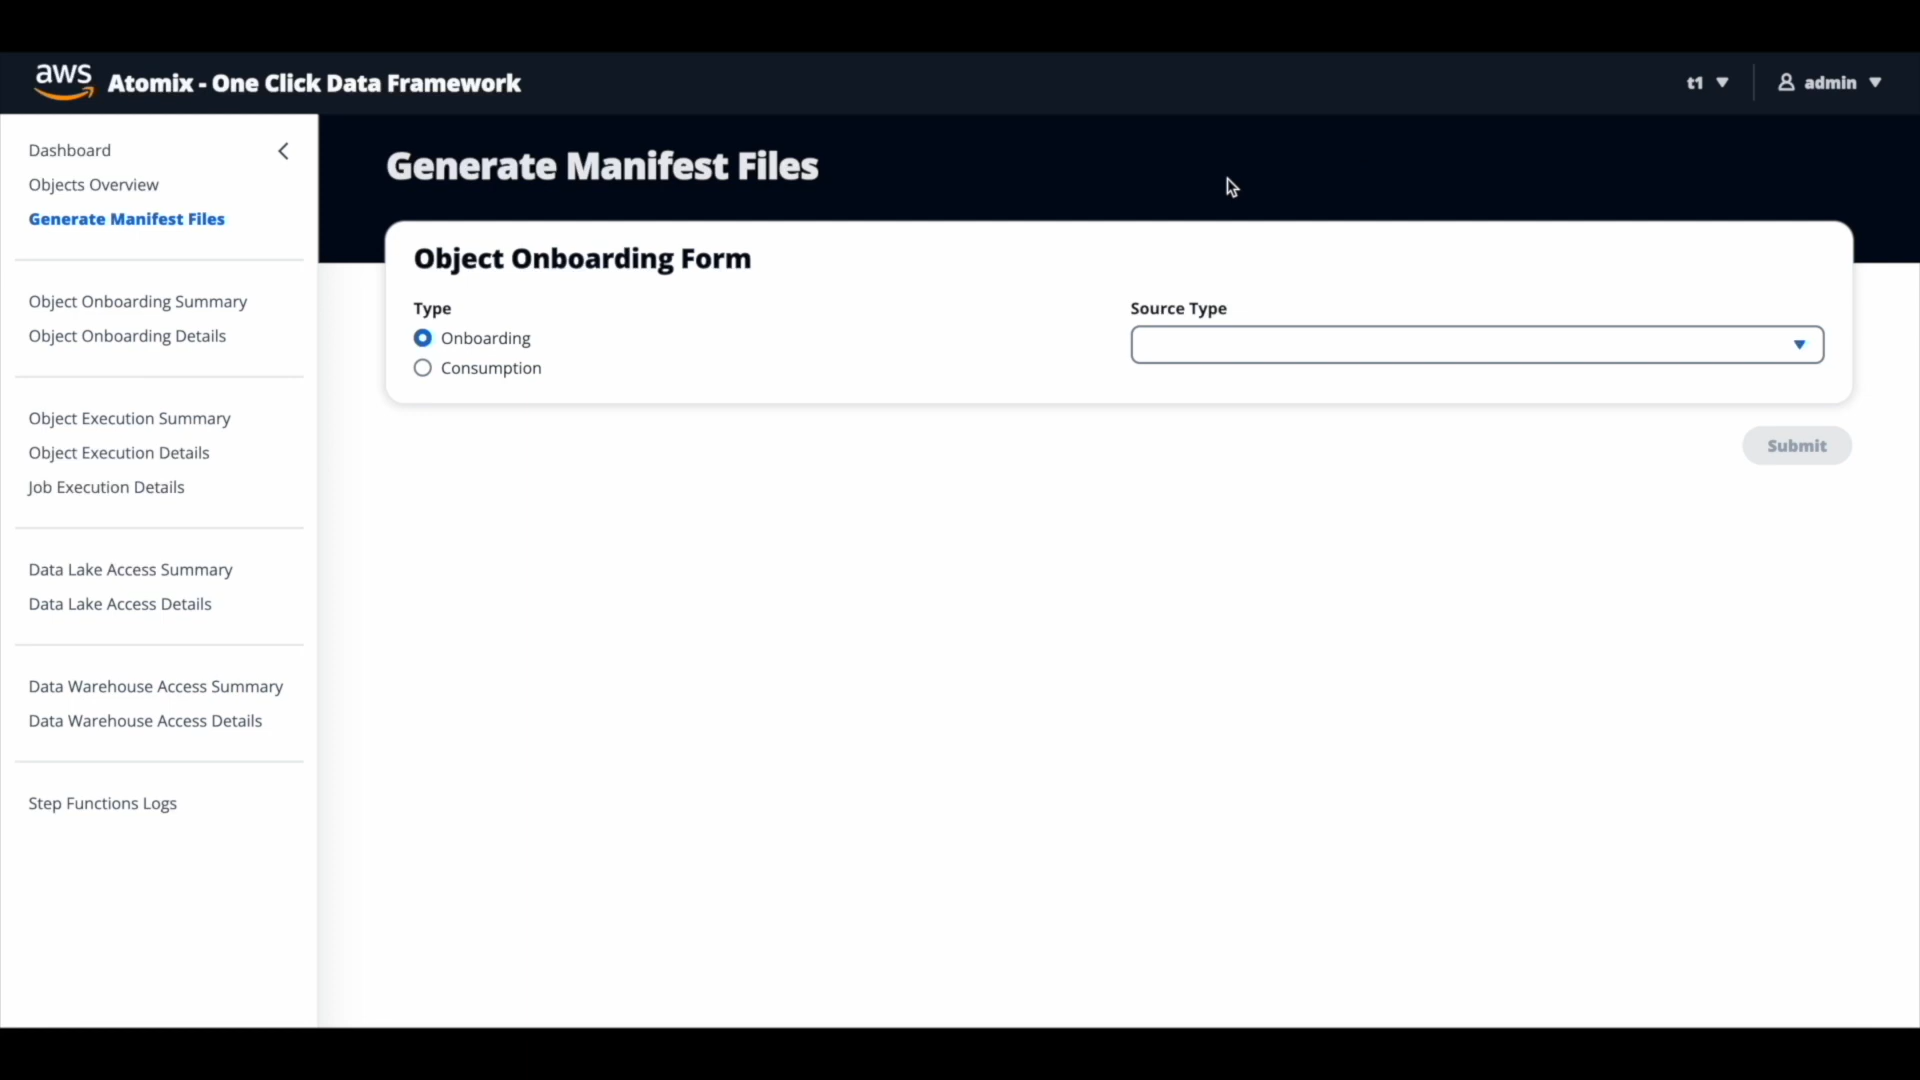 aws Atomix - One Click Data Framework
t1
admin
Dashboard
Objects Overview
Generate Manifest Files
Object Onboarding Summary
Object Onboarding Details
Object Execution Summary
Object Execution Details
Job Execution Details
Data Lake Access Summary
Data Lake Access Details
Data Warehouse Access Summary
Data Warehouse Access Details
Step Functions Logs
Generate Manifest Files
Object Onboarding Form
Type
Onboarding
Consumption
Source Type
Submit